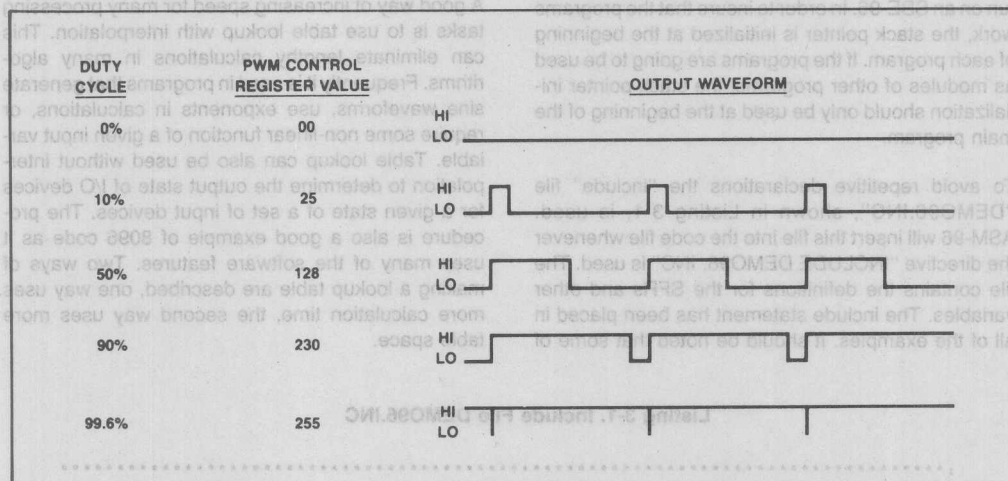 DUTY CYCLE PWM CONTROL REGISTER VALUE OUTPUT WAVEFORM
0% 00 HI LO
10% 25 HI LO
50% 128 HI LO
90% 230 HI LO
99.6% 255 HI LO